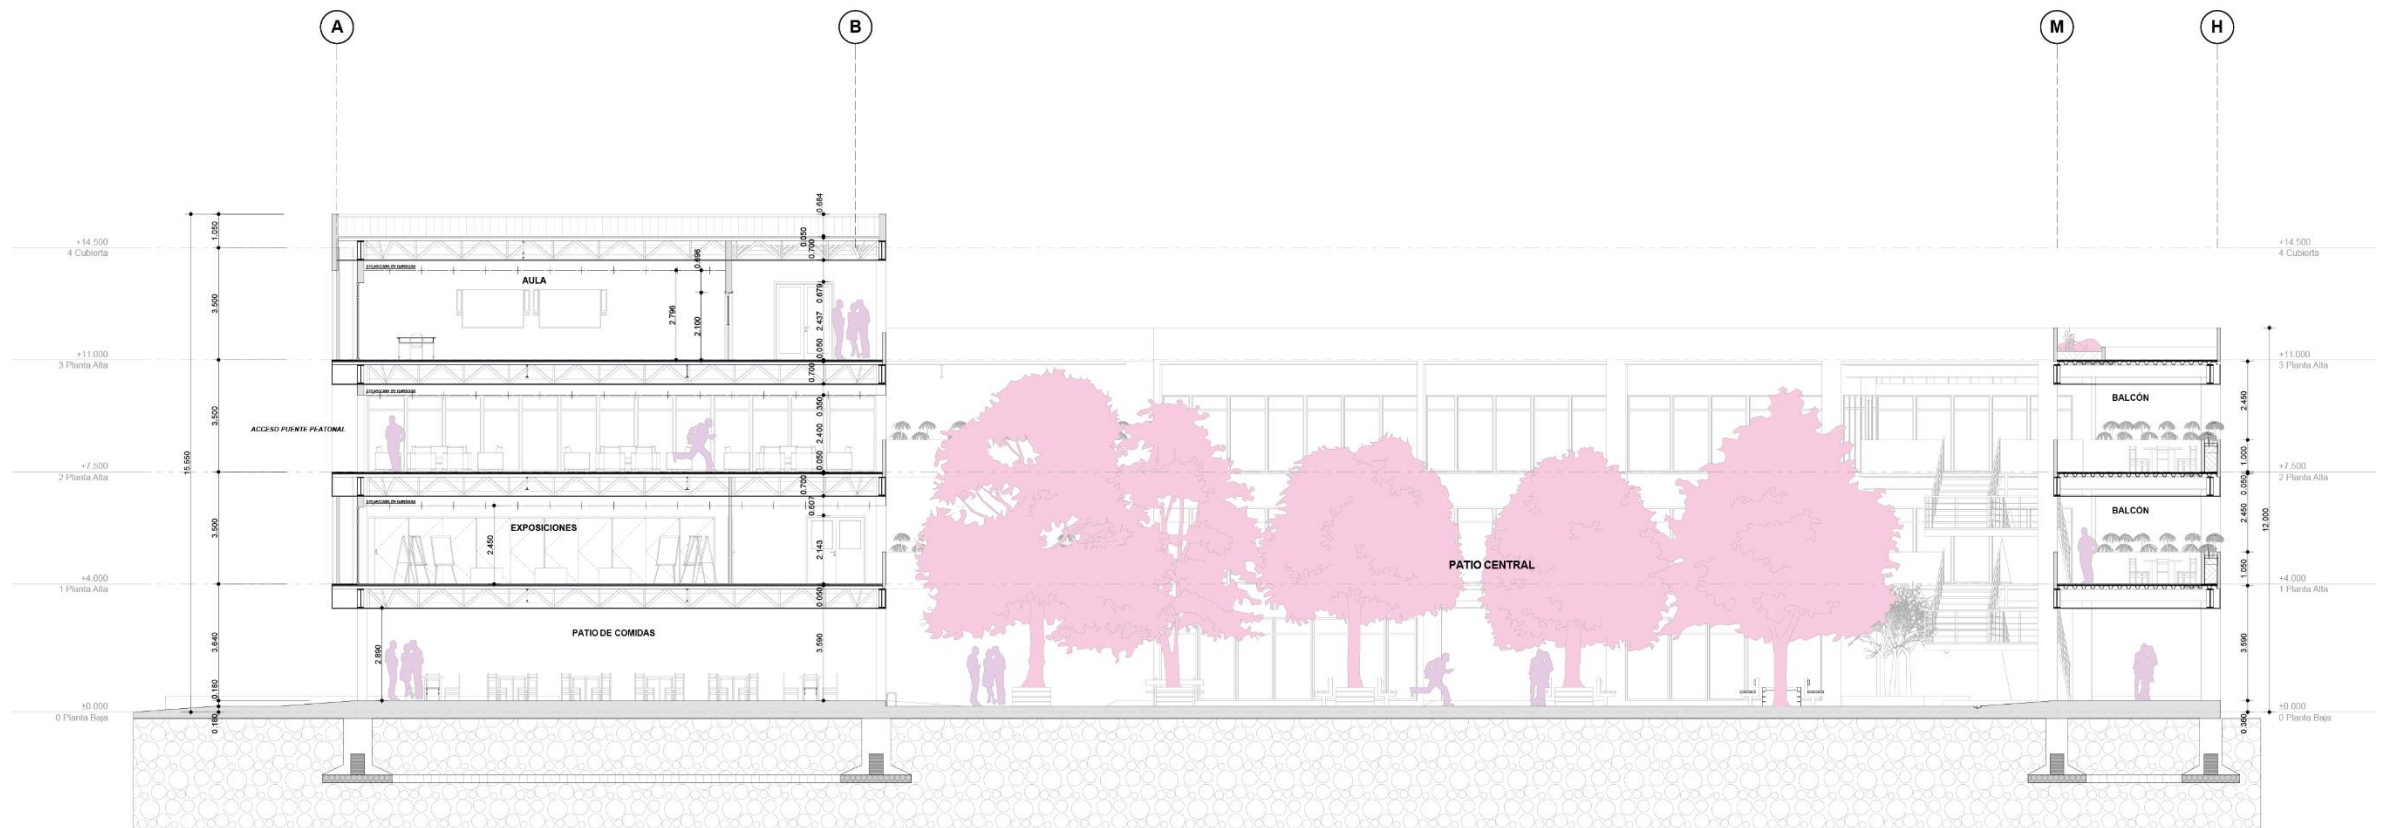 A
B
M
H
0.684
1.050
0.050
0.700
+14.500
4 Cubierta
+14.500
4 Cubierta
0.696
AULA
0.679
3.500
2.796
2.100
2.437
0.050
+11.000
3 Planta Alta
+11.000
3 Planta Alta
0.700
0.350
2.450
BALCÓN
3.500
ACCESO PUENTE PEATONAL
2.400
15.550
0.050
1.000
+7.500
2 Planta Alta
+7.500
2 Planta Alta
0.700
0.050
0.607
2.450
BALCÓN
12.000
3.500
EXPOSICIONES
2.450
2.143
PATIO CENTRAL
1.050
+4.000
1 Planta Alta
+4.000
1 Planta Alta
0.050
PATIO DE COMIDAS
3.640
2.890
3.590
3.590
0.180
+0.000
0 Planta Baja
+0.000
0 Planta Baja
0.180
0.360